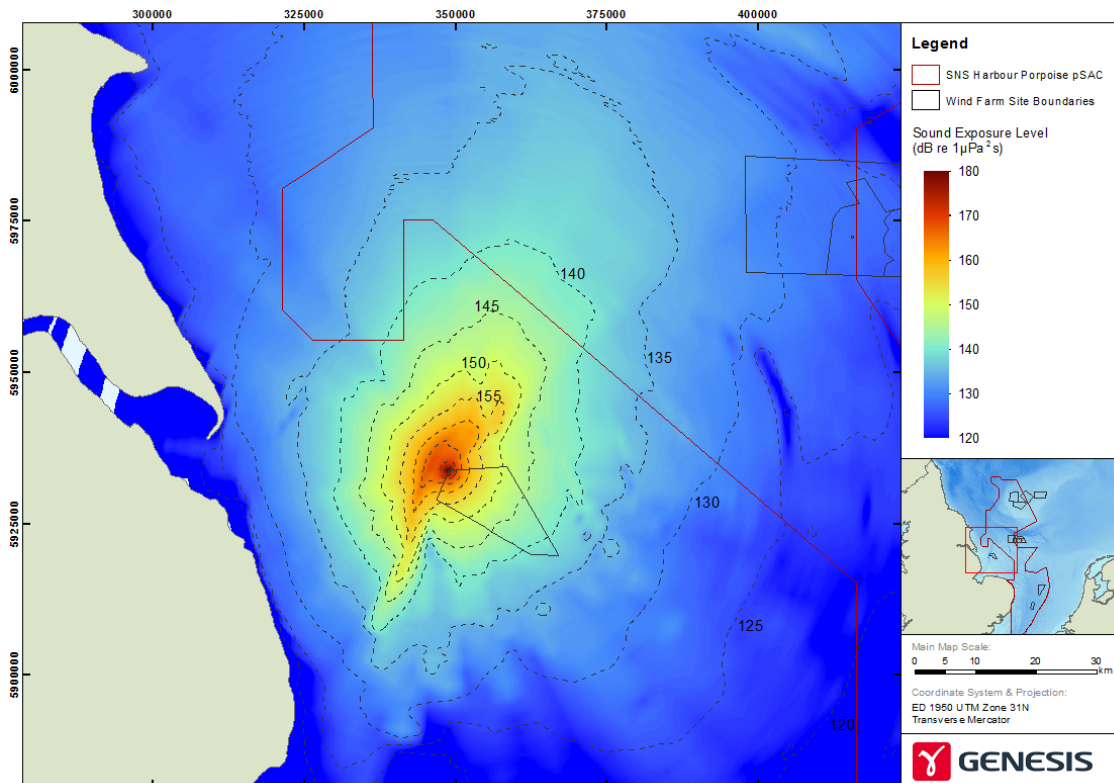 300000 325000 350000 375000 400000
6000000
5975000
5950000
5925000
5900000
140
145
150
155
135
130
125
120
Legend
SNS Harbour Porpoise pSAC
Wind Farm Site Boundaries
Sound Exposure Level
(dB re 1µPa²s)
180
170
160
150
140
130
120
Main Map Scale:
0 5 10 20 30
km
Coordinate System & Projection:
ED 1950 UTM Zone 31N
Transverse Mercator
GENESIS